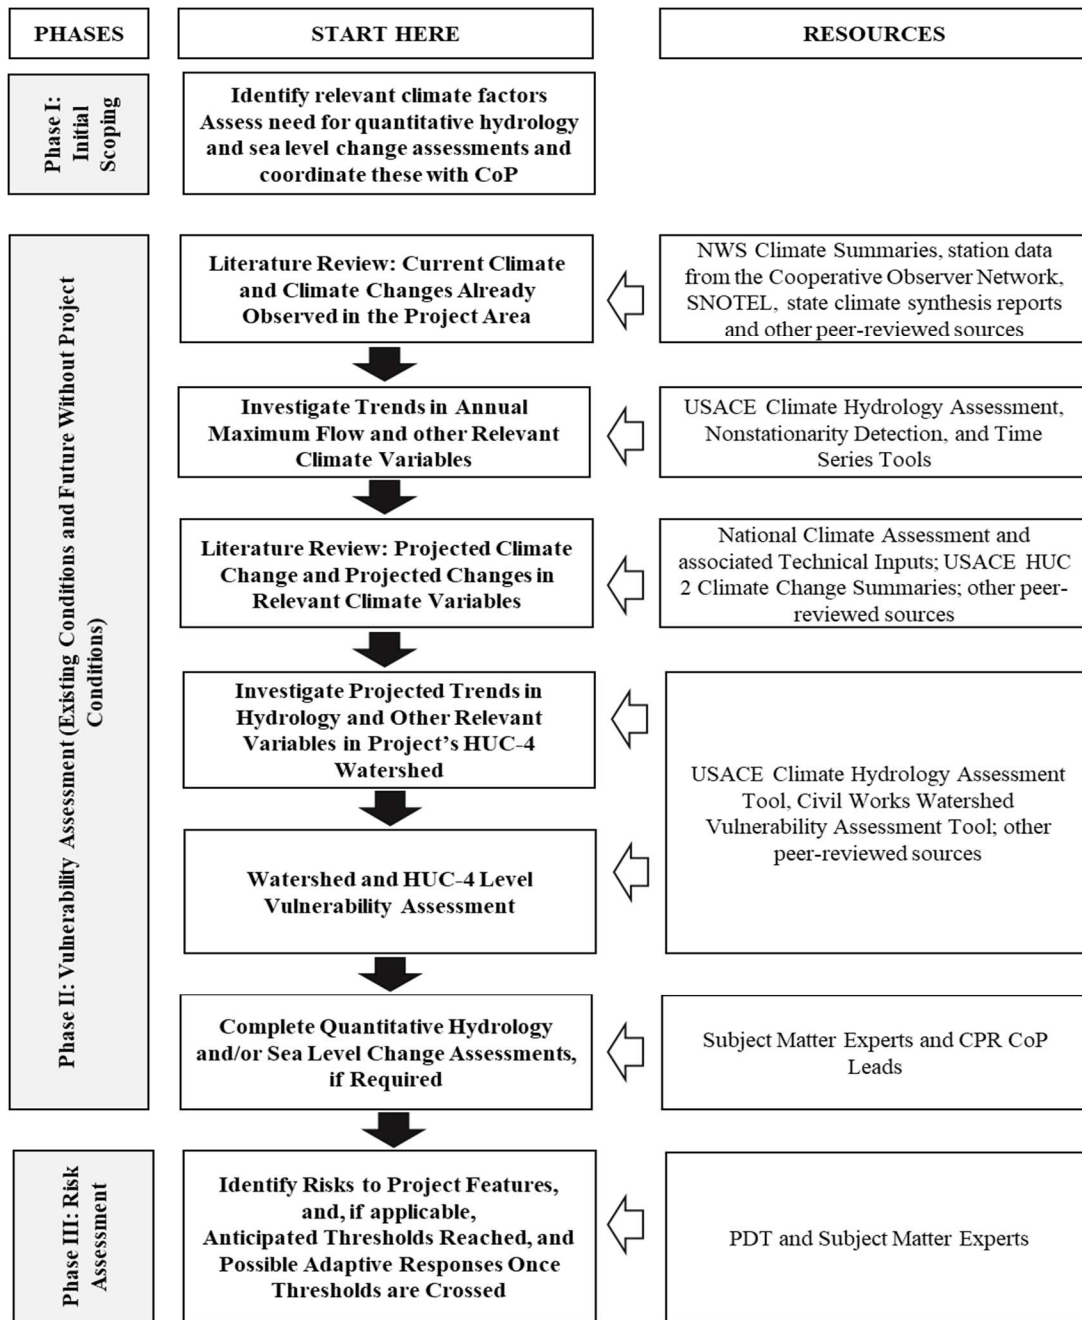 PHASES
START HERE
RESOURCES
Phase I:
Initial
Scoping
Identify relevant climate factors
Assess need for quantitative hydrology
and sea level change assessments and
coordinate these with CoP
Phase II: Vulnerability Assessment (Existing Conditions and Future Without Project
Conditions)
Literature Review: Current Climate
and Climate Changes Already
Observed in the Project Area
NWS Climate Summaries, station data
from the Cooperative Observer Network,
SNOTEL, state climate synthesis reports
and other peer-reviewed sources
Investigate Trends in Annual
Maximum Flow and other Relevant
Climate Variables
USACE Climate Hydrology Assessment,
Nonstationarity Detection, and Time
Series Tools
Literature Review: Projected Climate
Change and Projected Changes in
Relevant Climate Variables
National Climate Assessment and
associated Technical Inputs; USACE HUC
2 Climate Change Summaries; other peer-
reviewed sources
Investigate Projected Trends in
Hydrology and Other Relevant
Variables in Project's HUC-4
Watershed
USACE Climate Hydrology Assessment
Tool, Civil Works Watershed
Vulnerability Assessment Tool; other
peer-reviewed sources
Watershed and HUC-4 Level
Vulnerability Assessment
Complete Quantitative Hydrology
and/or Sea Level Change Assessments,
if Required
Subject Matter Experts and CPR CoP
Leads
Phase III: Risk
Assessment
Identify Risks to Project Features,
and, if applicable,
Anticipated Thresholds Reached, and
Possible Adaptive Responses Once
Thresholds are Crossed
PDT and Subject Matter Experts